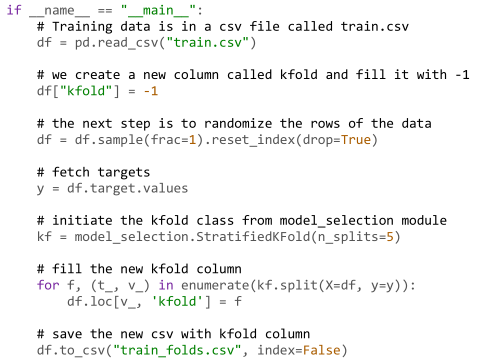 if __name__ == "__main__":
    # Training data is in a csv file called train.csv
    df = pd.read_csv("train.csv")

    # we create a new column called kfold and fill it with -1
    df["kfold"] = -1

    # the next step is to randomize the rows of the data
    df = df.sample(frac=1).reset_index(drop=True)

    # fetch targets
    y = df.target.values

    # initiate the kfold class from model_selection module
    kf = model_selection.StratifiedKFold(n_splits=5)

    # fill the new kfold column
    for f, (t_, v_) in enumerate(kf.split(X=df, y=y)):
        df.loc[v_, 'kfold'] = f

    # save the new csv with kfold column
    df.to_csv("train_folds.csv", index=False)